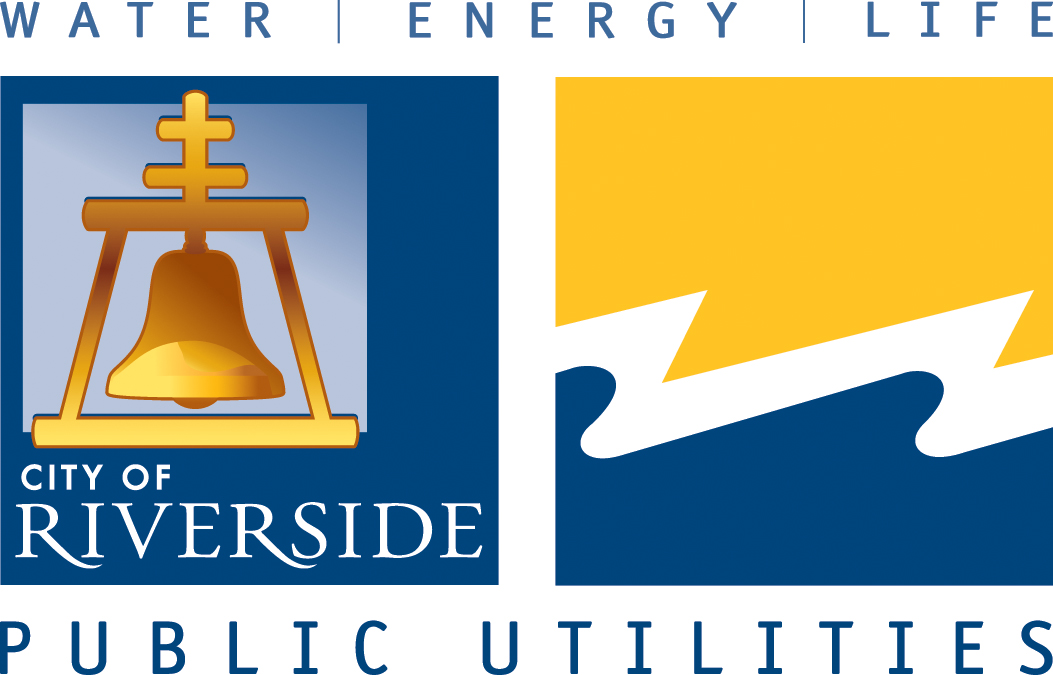 WATER | ENERGY | LIFE
CITY OF
RIVERSIDE
PUBLIC UTILITIES